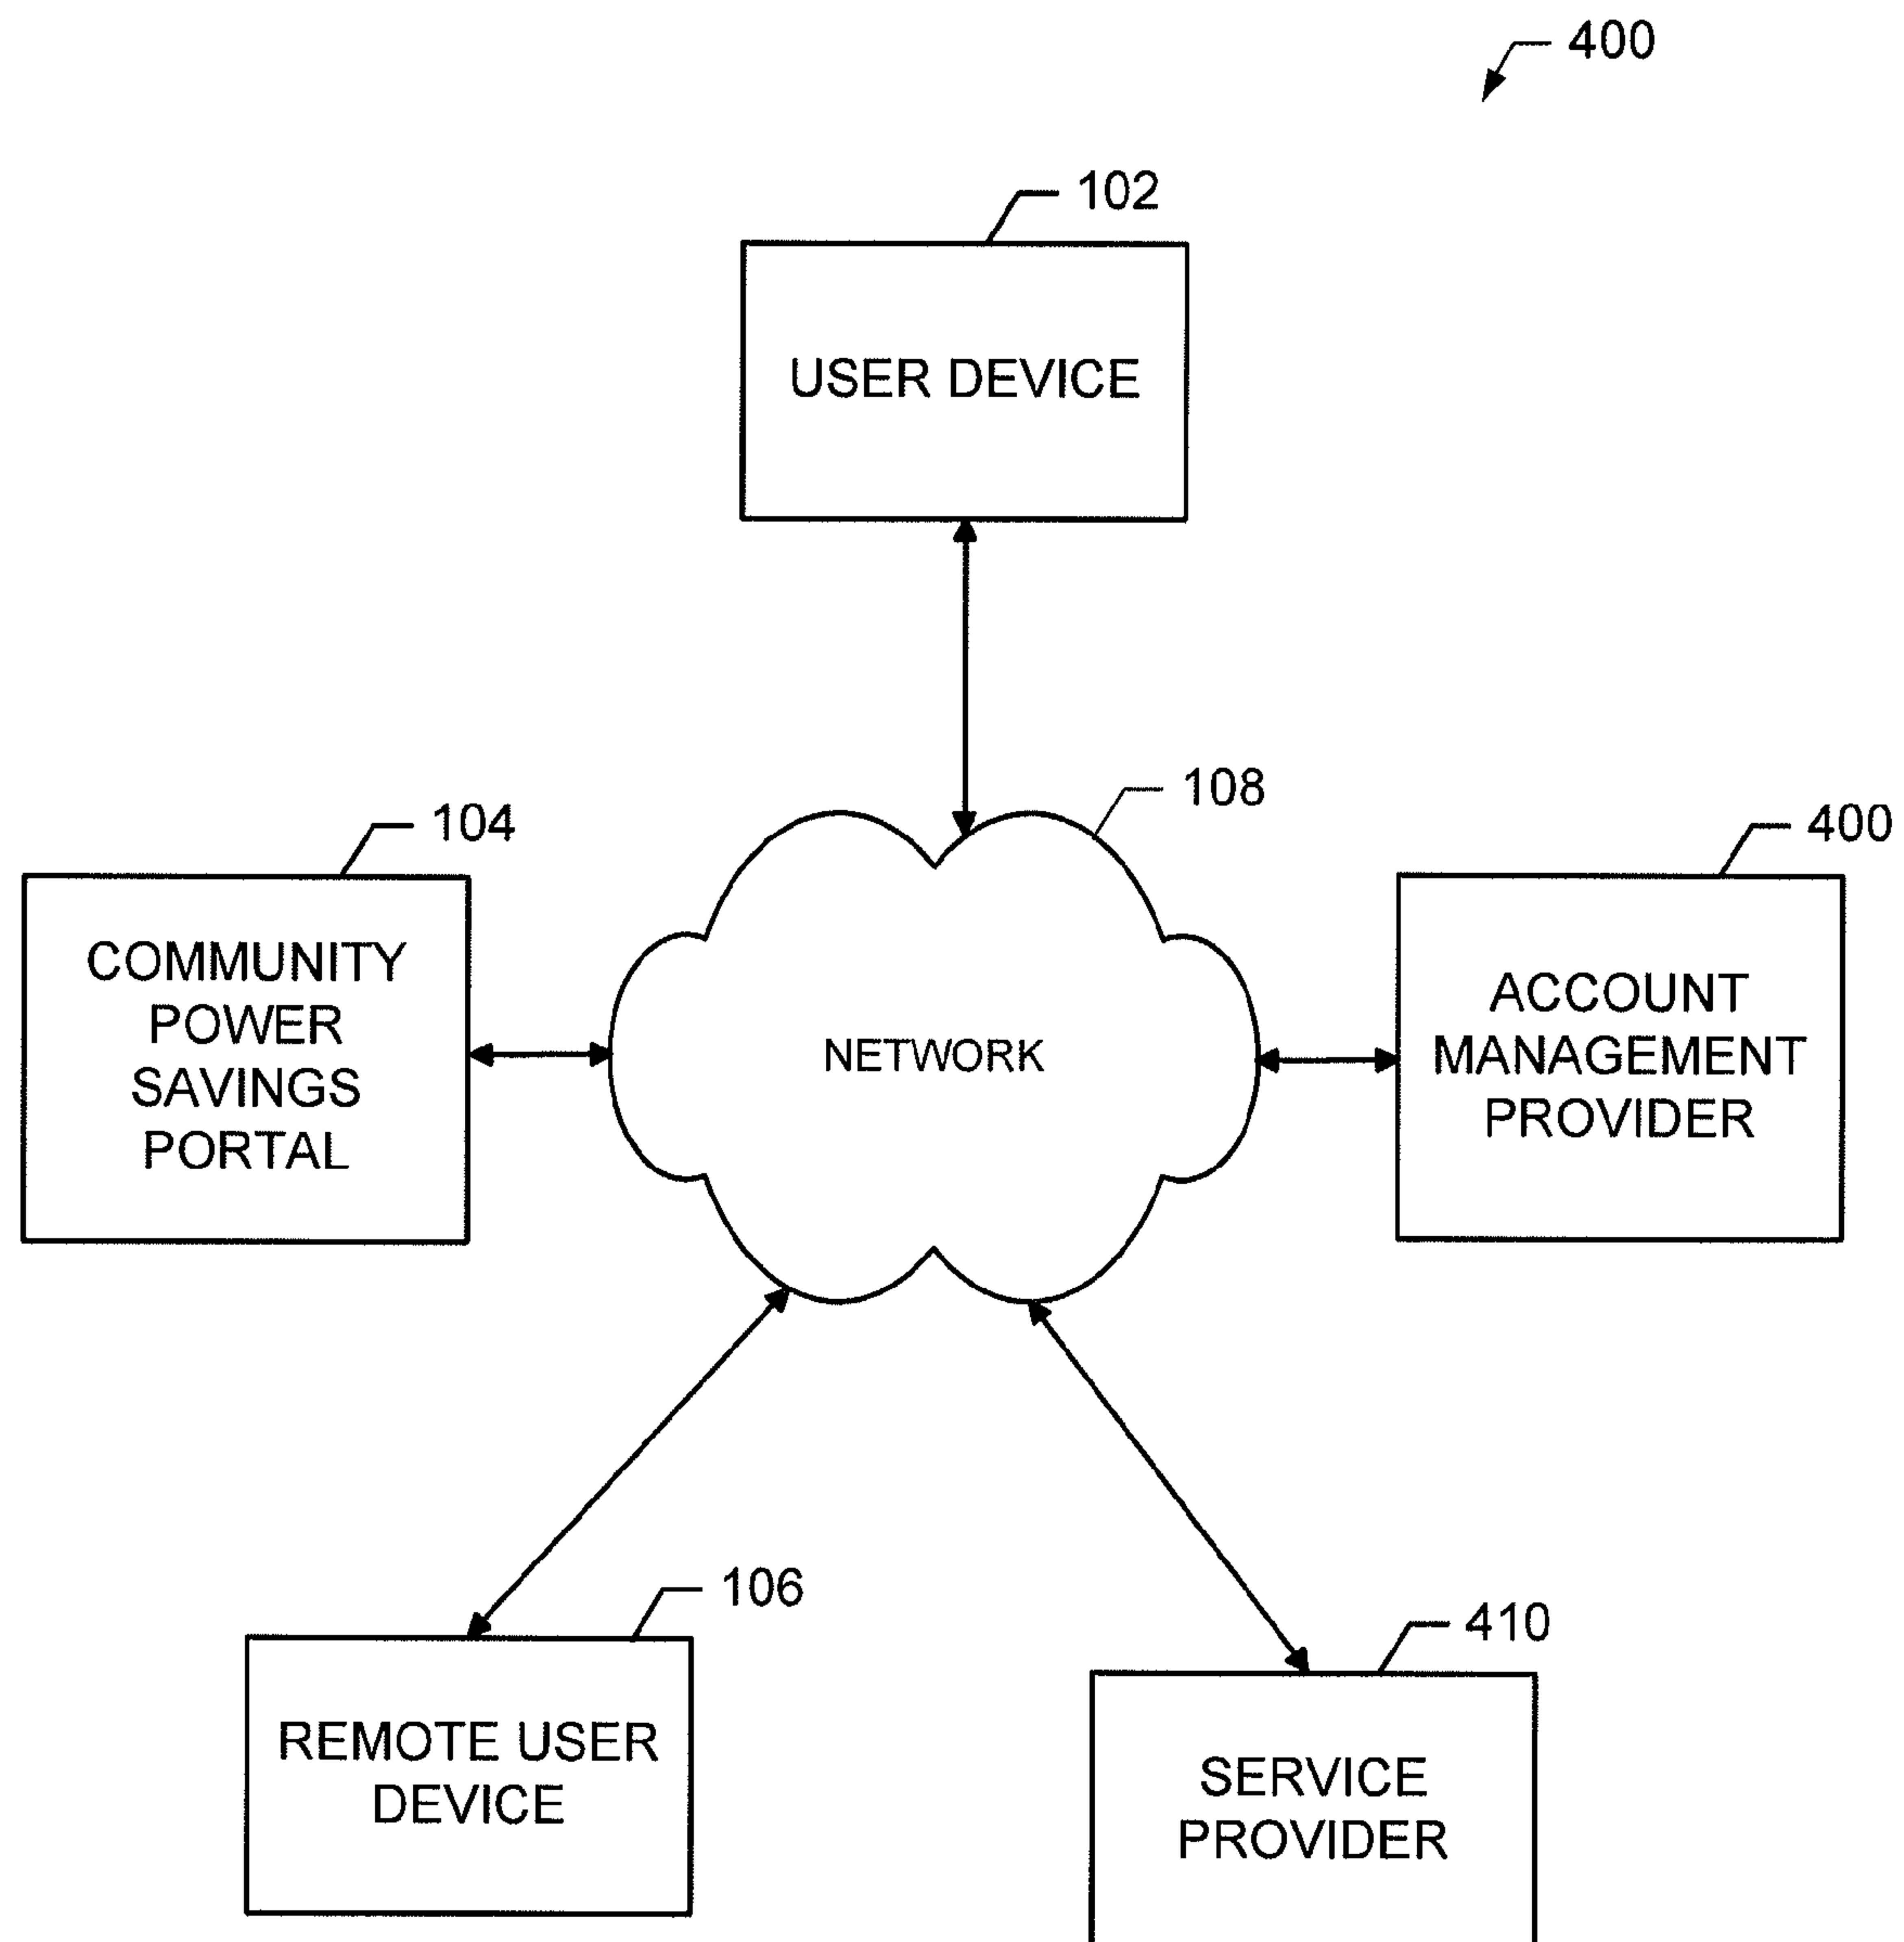 400
102
USER DEVICE
108
104
400
COMMUNITY
POWER
SAVINGS
PORTAL
NETWORK
ACCOUNT
MANAGEMENT
PROVIDER
106
410
REMOTE USER
DEVICE
SERVICE
PROVIDER